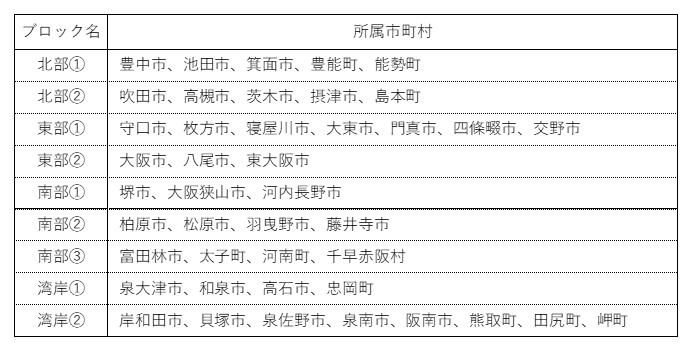 ブロック名 所属市町村
北部① 豊中市、池田市、箕面市、豊能町、能勢町
北部② 吹田市、高槻市、茨木市、摂津市、島本町
東部① 守口市、枚方市、寝屋川市、大東市、門真市、四條畷市、交野市
東部② 大阪市、八尾市、東大阪市
南部① 堺市、大阪狭山市、河内長野市
南部② 柏原市、松原市、羽曳野市、藤井寺市
南部③ 富田林市、太子町、河南町、千早赤阪村
湾岸① 泉大津市、和泉市、高石市、忠岡町
湾岸② 岸和田市、貝塚市、泉佐野市、泉南市、阪南市、熊取町、田尻町、岬町